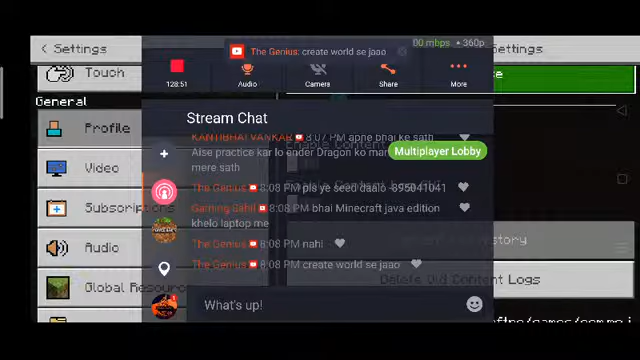 00 mbps • 360p
Settings
The Genius: create world se jaao
Settings
Touch
128:51
Audio
Camera
Share
More
General
Stream Chat
Profile
KANTIBHAI VANKAR 8:07 PM apne bhai ke sath
Aise practice kar lo ender Dragon ko mar
mere sath
Multiplayer Lobby
Video
The Genius 8:08 PM pls ye seed daalo 895041041
Subscriptions
Gaming Sahil 8:08 PM bhai Minecraft java edition
khelo laptop me
Audio
The Genius 8:08 PM nahi
story
Global Resource
The Genius 8:08 PM create world se jaao
Delete Old Content Logs
What's up!